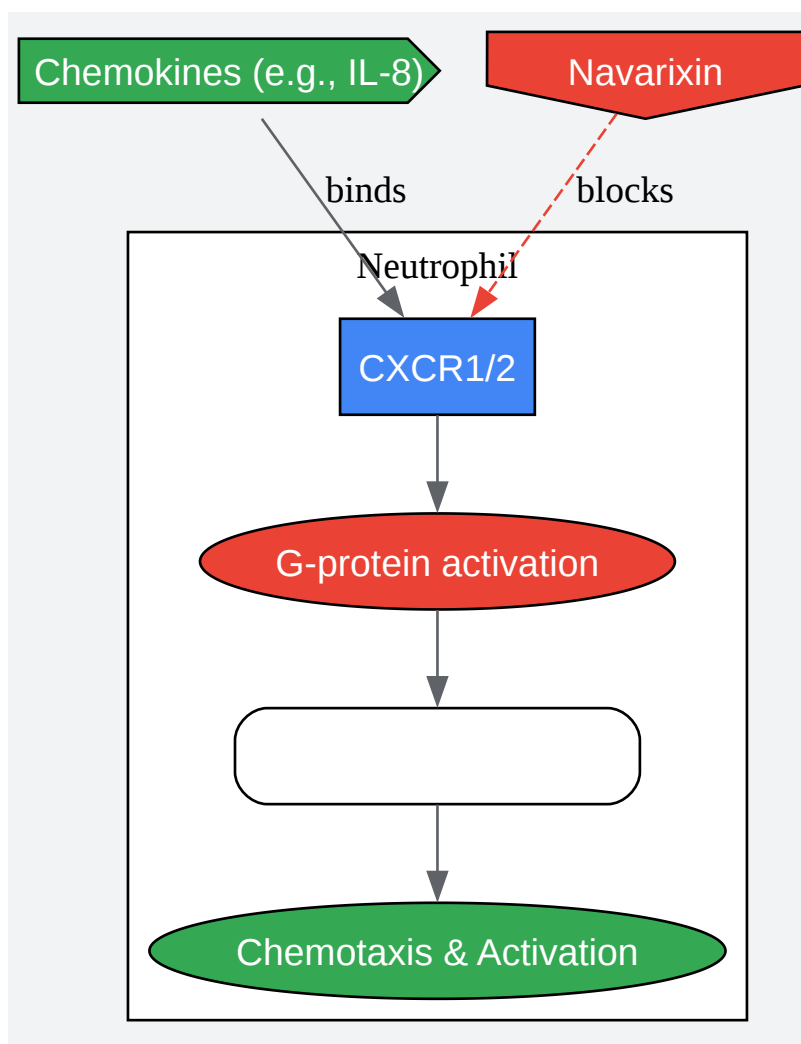 Chemokines (e.g., IL-8)
Navarixin
binds
blocks
Neutrophil
CXCR1/2
G-protein activation
Chemotaxis & Activation